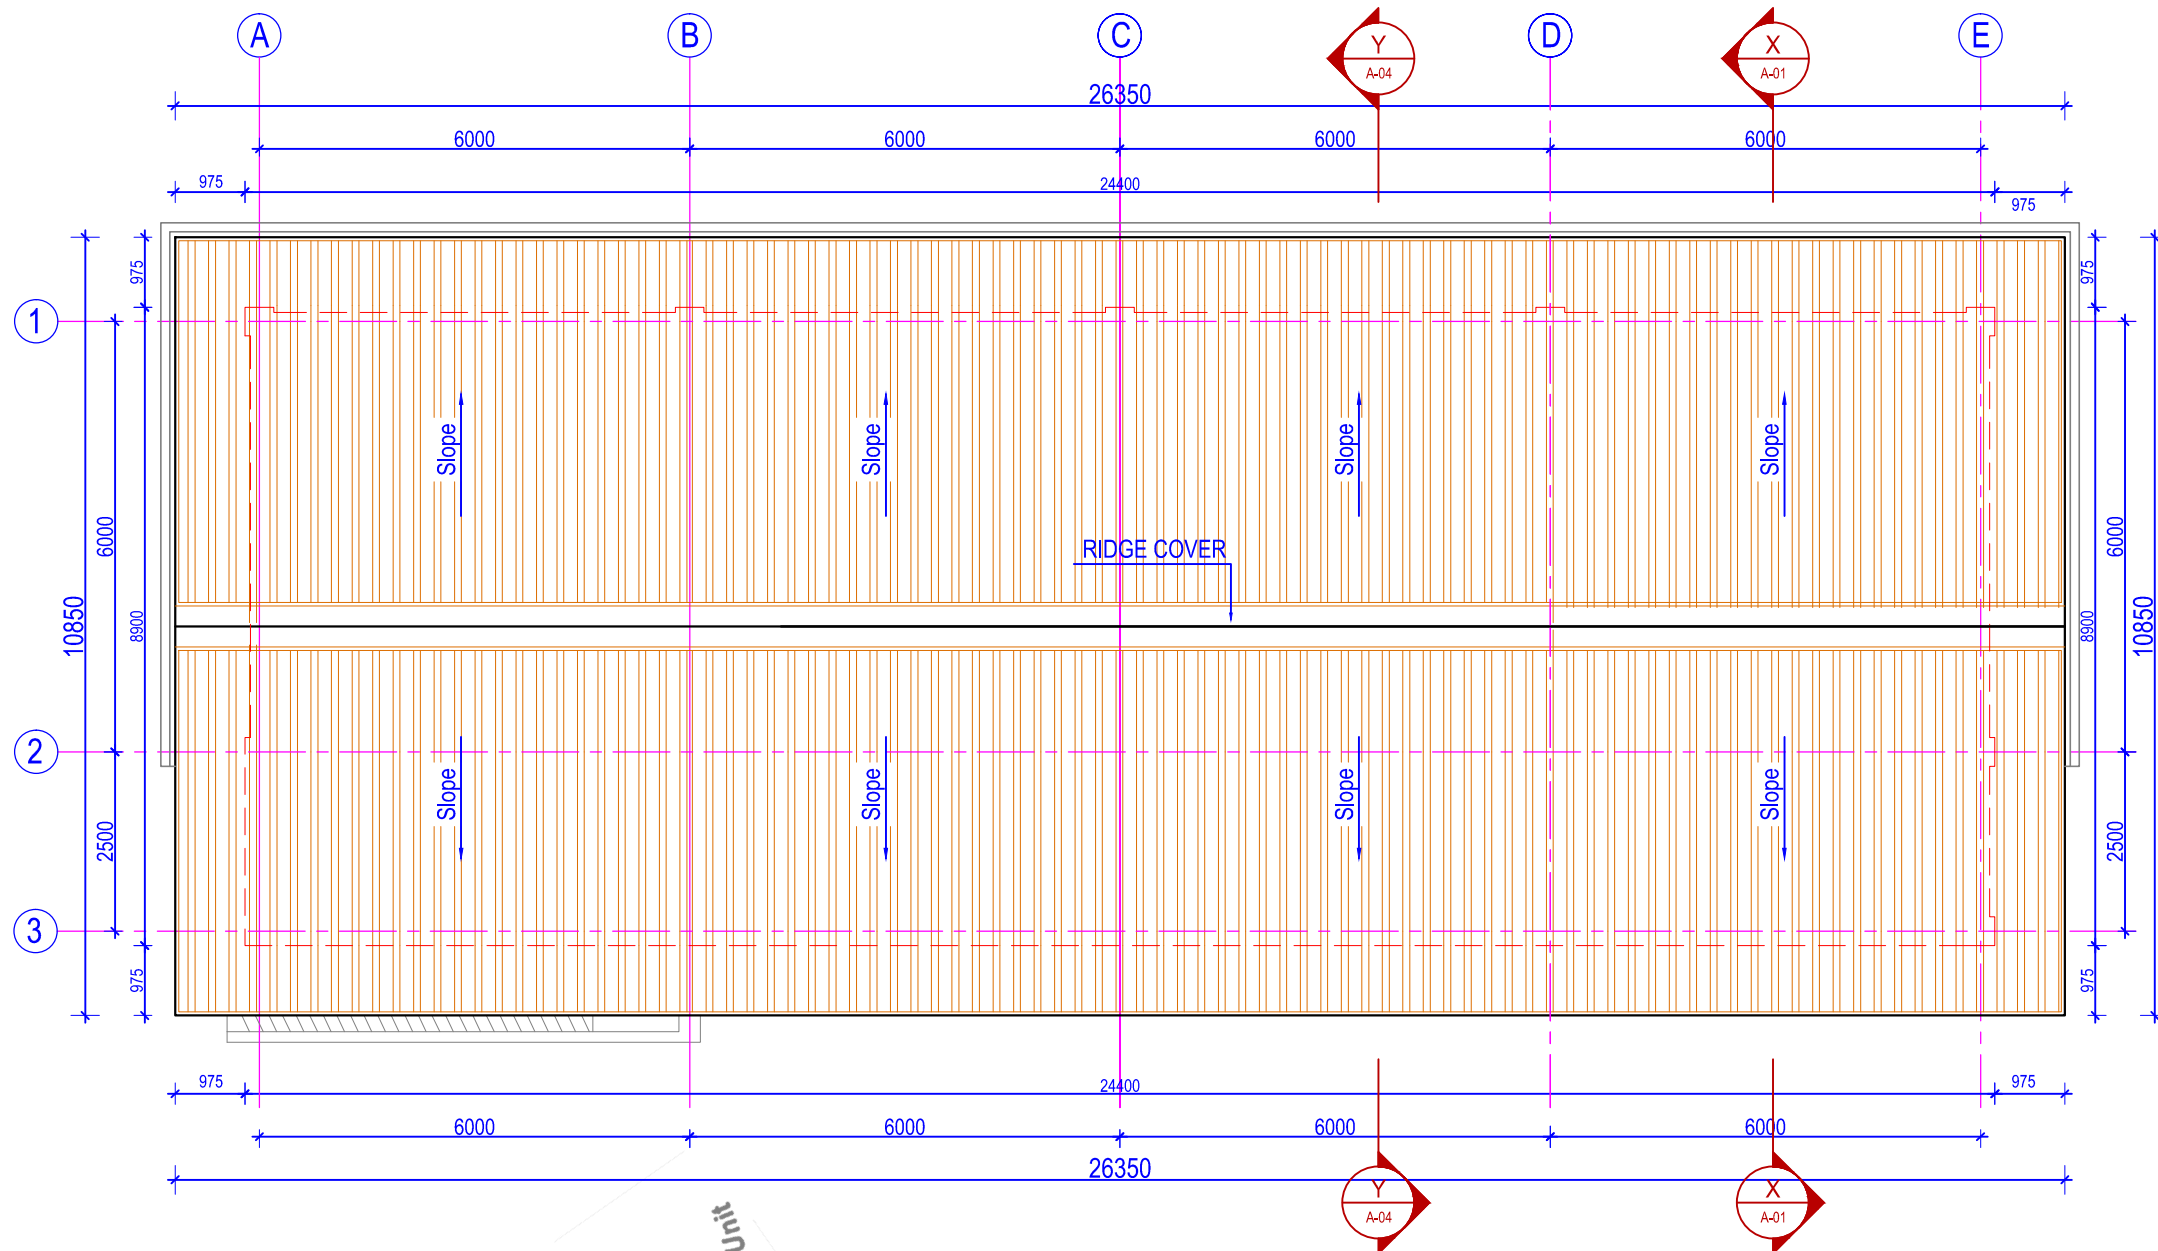 A B C D E
Y
A-04
X
A-01
26350
6000 6000 6000 6000
975 24400 975
975 975
1
Slope Slope Slope Slope
6000 6000
RIDGE COVER
10850 8900 8900 10850
2
Slope Slope Slope Slope
2500 2500
3
975 975
975 24400 975
6000 6000 6000 6000
26350
Y
A-04
X
A-01
Unit